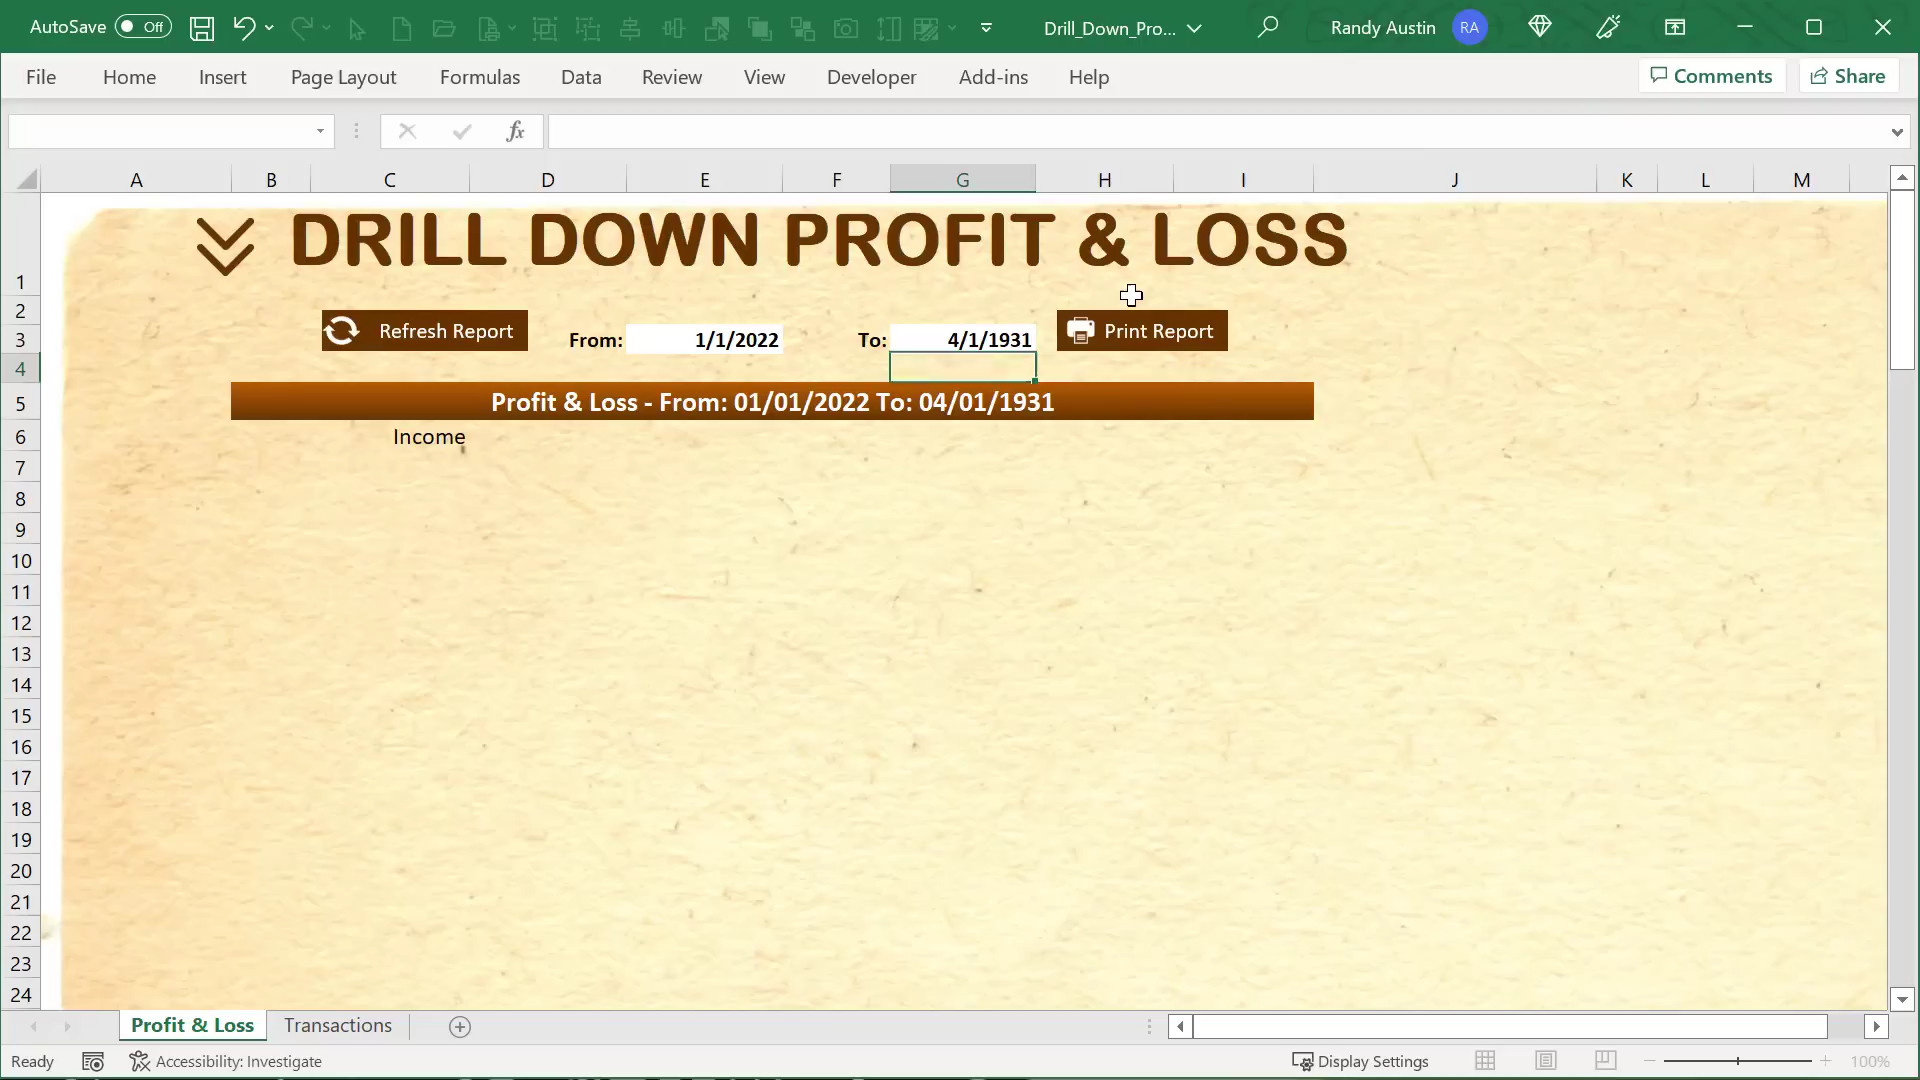 AutoSave Off Drill_Down_Pro... Randy Austin RA
File Home Insert Page Layout Formulas Data Review View Developer Add-ins Help Comments Share
fx
A B C D E F G H I J K L M
1 DRILL DOWN PROFIT & LOSS
2
3 Refresh Report From: 1/1/2022 To: 4/1/1931 Print Report
4
5 Profit & Loss - From: 01/01/2022 To: 04/01/1931
6 Income
7
8
9
10
11
12
13
14
15
16
17
18
19
20
21
22
23
24
Profit & Loss Transactions
Ready Accessibility: Investigate Display Settings 100%